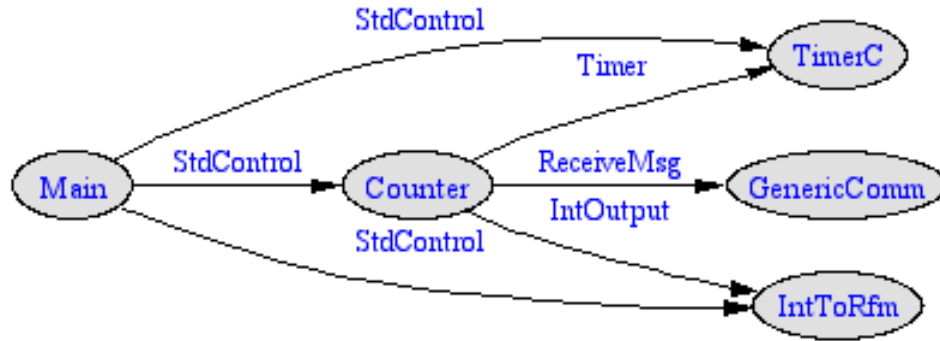 StdControl
TimerC
Timer
Main
StdControl
Counter
ReceiveMsg
GenericComm
IntOutput
StdControl
IntToRfm